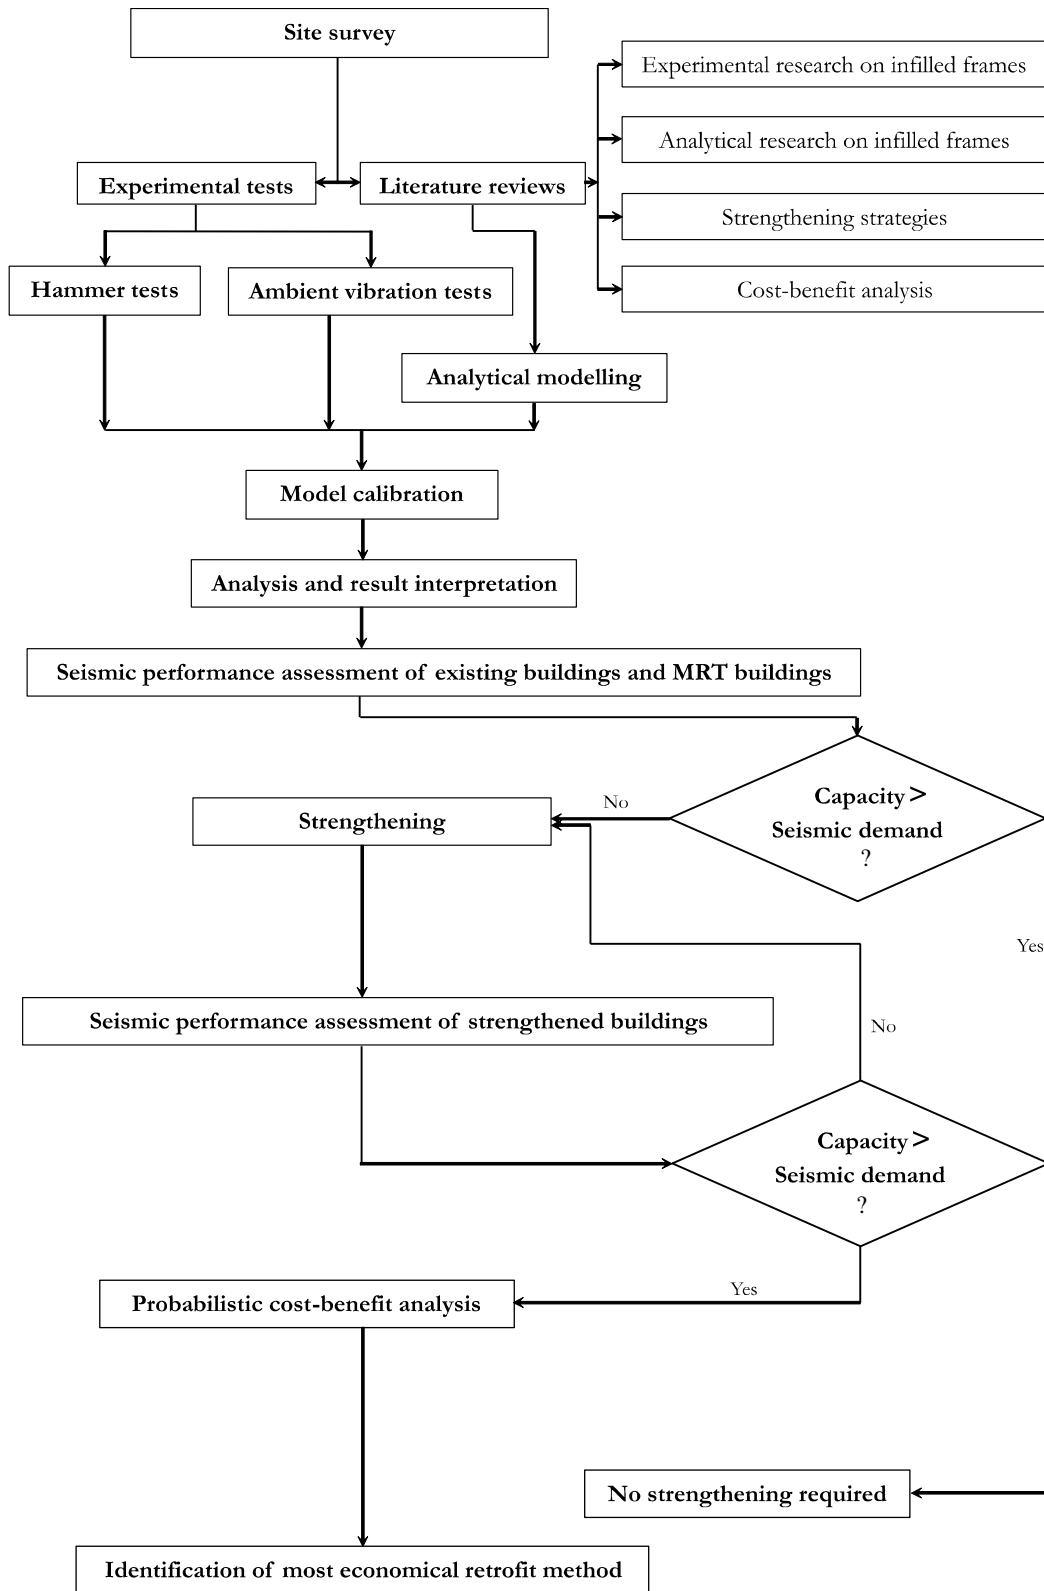 Site survey
Experimental research on infilled frames
Analytical research on infilled frames
Experimental tests
Literature reviews
Strengthening strategies
Hammer tests
Ambient vibration tests
Cost-benefit analysis
Analytical modelling
Model calibration
Analysis and result interpretation
Seismic performance assessment of existing buildings and MRT buildings
Capacity >
Seismic demand
?
No
Strengthening
Yes
Seismic performance assessment of strengthened buildings
No
Capacity >
Seismic demand
?
Yes
Probabilistic cost-benefit analysis
No strengthening required
Identification of most economical retrofit method